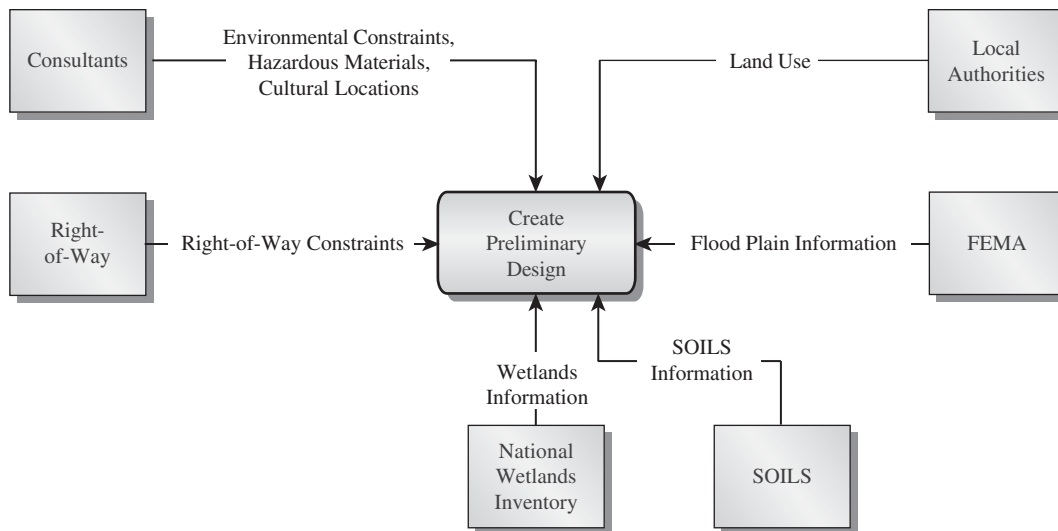 Consultants
Environmental Constraints,
Hazardous Materials,
Cultural Locations
Land Use
Local
Authorities
Right-
of-Way
Right-of-Way Constraints
Create
Preliminary
Design
Flood Plain Information
FEMA
Wetlands
Information
SOILS
Information
National
Wetlands
Inventory
SOILS